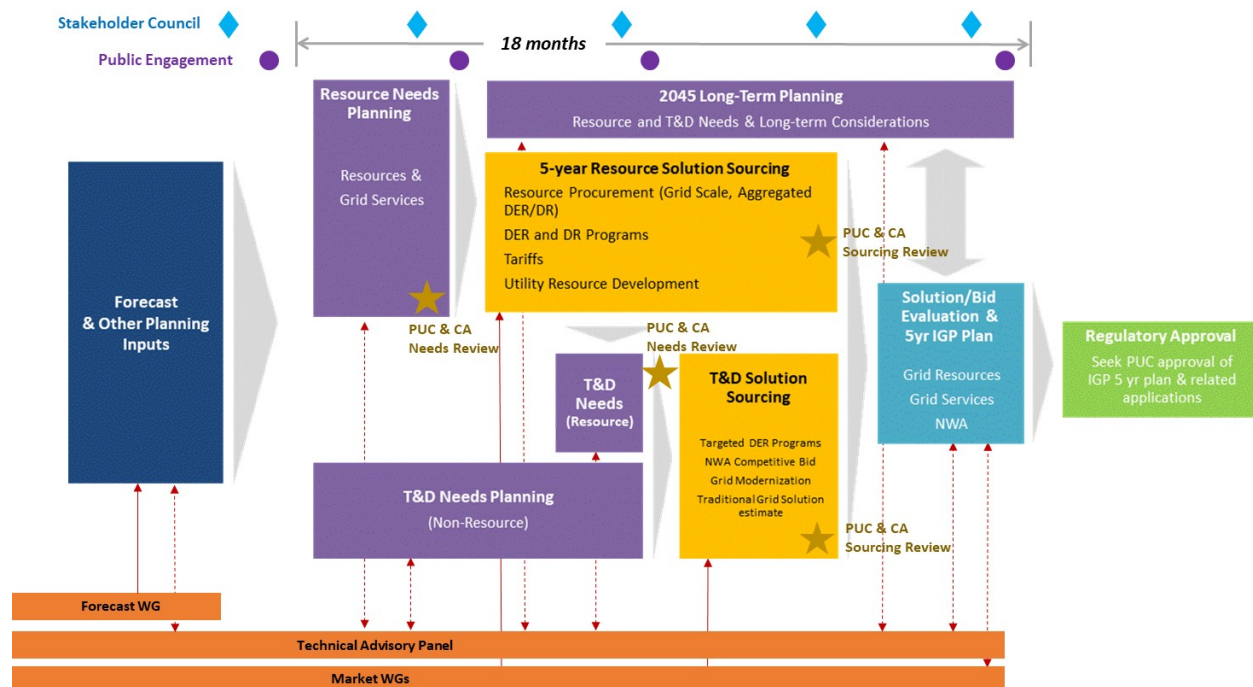 Stakeholder Council
18 months
Public Engagement
Resource Needs
Planning
Resources &
Grid Services
PUC & CA
Needs Review
2045 Long-Term Planning
Resource and T&D Needs & Long-term Considerations
5-year Resource Solution Sourcing
Resource Procurement (Grid Scale, Aggregated
DER/DR)
DER and DR Programs
Tariffs
Utility Resource Development
PUC & CA
Sourcing Review
Forecast
& Other Planning
Inputs
T&D
Needs
(Resource)
PUC & CA
Needs Review
T&D Solution
Sourcing
Targeted DER Programs
NWA Competitive Bid
Grid Modernization
Traditional Grid Solution
estimate
PUC & CA
Sourcing Review
T&D Needs Planning
(Non-Resource)
Solution/Bid
Evaluation &
5yr IGP Plan
Grid Resources
Grid Services
NWA
Regulatory Approval
Seek PUC approval of
IGP 5 yr plan & related
applications
Forecast WG
Technical Advisory Panel
Market WGs